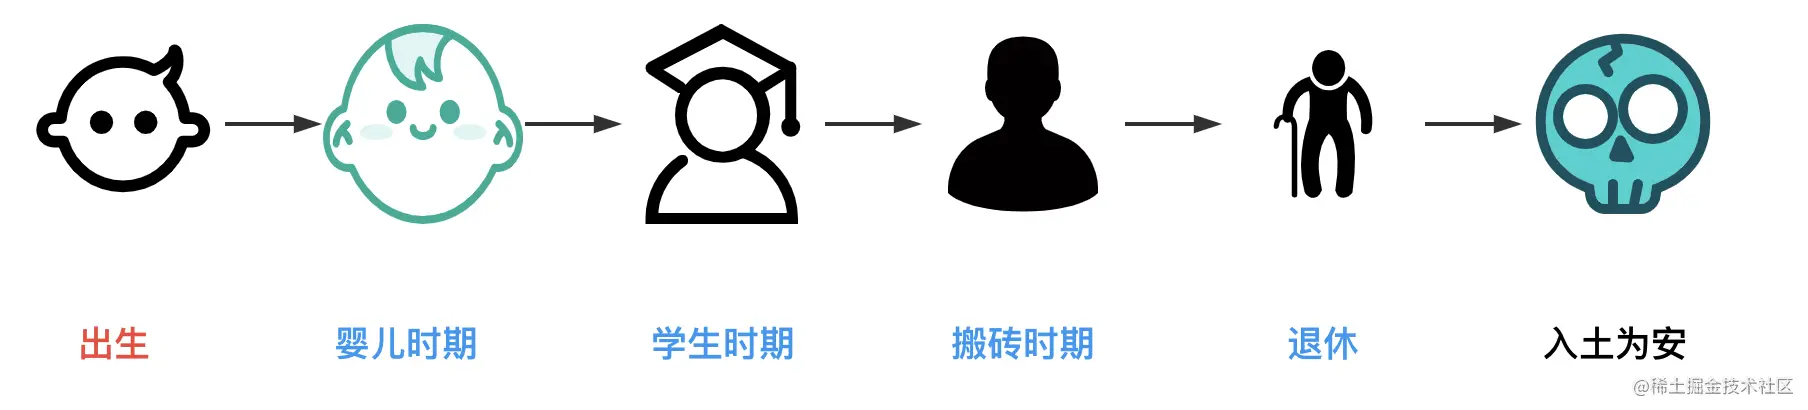 出生
婴儿时期
学生时期
搬砖时期
退休
入土为安
@稀土掘金技术社区